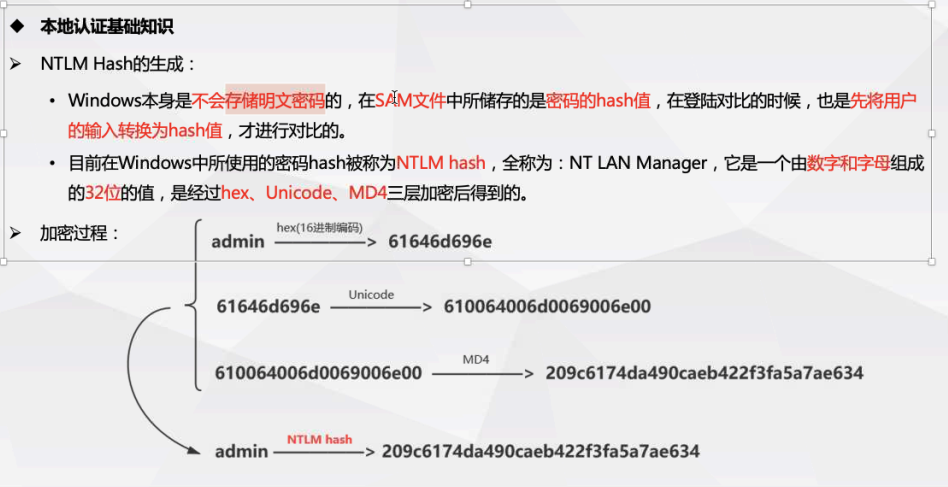 ◆ 本地认证基础知识
➢ NTLM Hash的生成：
• Windows本身是不会存储明文密码的，在SAM文件中所储存的是密码的hash值，在登陆对比的时候，也是先将用户
的输入转换为hash值，才进行对比的。
• 目前在Windows中所使用的密码hash被称为NTLM hash，全称为：NT LAN Manager，它是一个由数字和字母组成
的32位的值，是经过hex、Unicode、MD4三层加密后得到的。
➢ 加密过程：
hex(16进制编码)
admin 61646d696e
Unicode
61646d696e 610064006d0069006e00
MD4
610064006d0069006e00 209c6174da490caeb422f3fa5a7ae634
NTLM hash
admin 209c6174da490caeb422f3fa5a7ae634